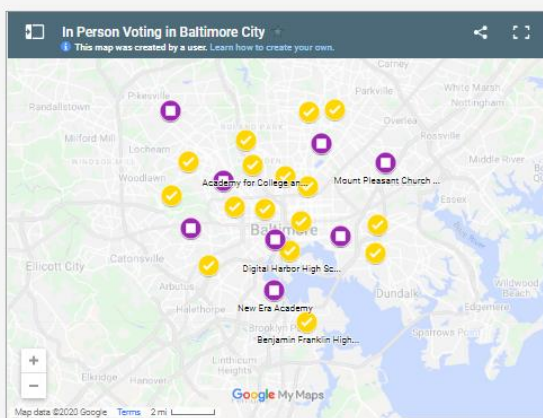 In Person Voting in Baltimore City
This map was created by a user. Learn how to create your own.
Carney
Pikesville
Parkville
White Marsh
Randallstown
Nottingham
ROLAND PARK
Overlea
Rossville
Milford Mill
Lochearn
Middle River
Woodlawn
Academy for College an...
Mount Pleasant Church ...
Essex
Baltimore
Ellicott City
Catonsville
Digital Harbor High Sc...
Arbutus
Dundalk
Wildwood
Beach
New Era Academy
Halethorpe
Edgemere
Brooklyn
Benjamin Franklin High...
Sparrows Point
Linthicum
Heights
Elkridge
Hanover
Google My Maps
Map data ©2020 Google
Terms
2 mi